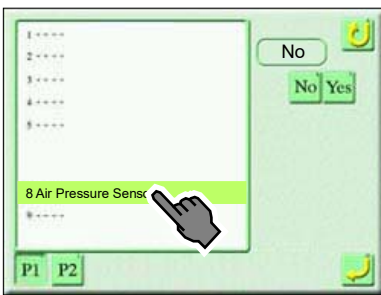 1 ----
2 ----
3 ----
4 ----
5 ----
8 Air Pressure Senso
9 ----
No
No Yes
P1 P2